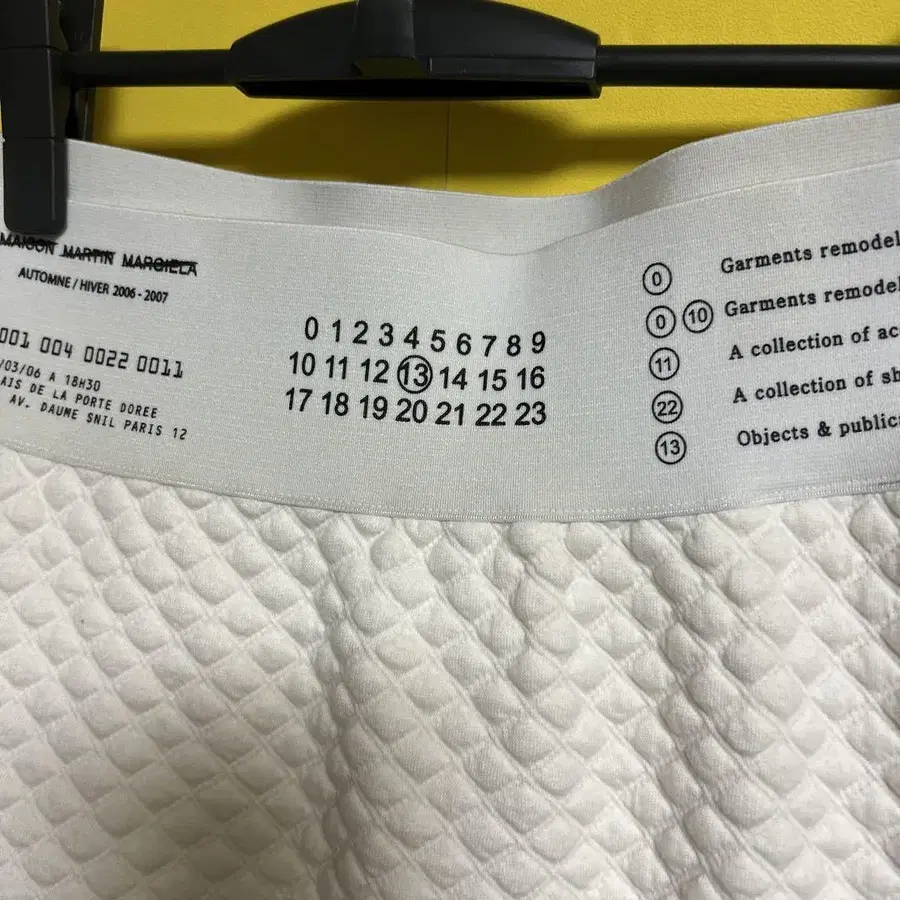 MAISON MARTIN MARGIELA
AUTOMNE / HIVER 2006 - 2007
001 004 0022 0011
/03/06 A 18H30
AIS DE LA PORTE DOREE
AV. DAUME SNIL PARIS 12
0 1 2 3 4 5 6 7 8 9
10 11 12 13 14 15 16
17 18 19 20 21 22 23
0 Garments remodel
0 10 Garments remodel
11 A collection of ac
22 A collection of sh
13 Objects & public